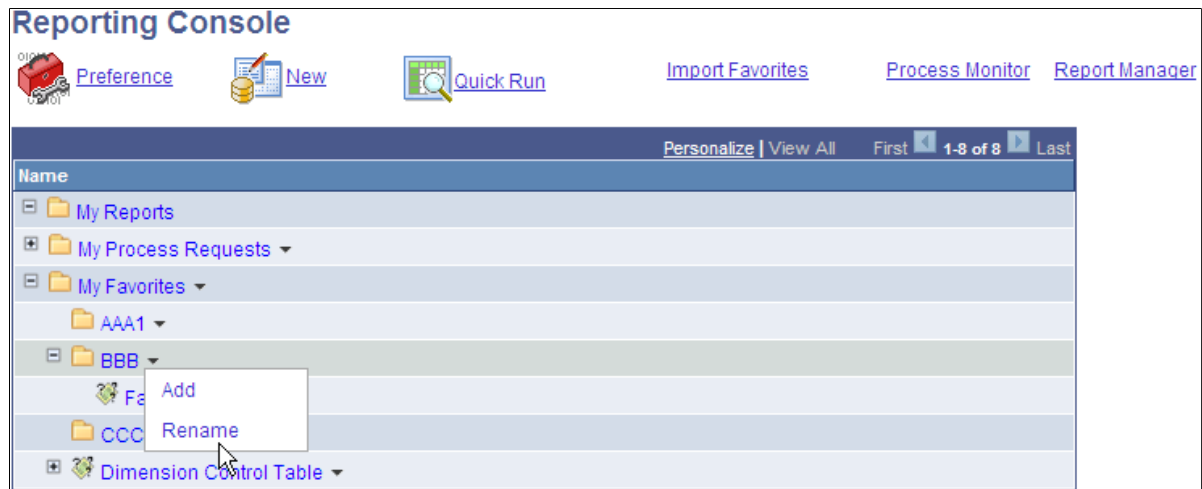 Reporting Console
Preference New Quick Run Import Favorites Process Monitor Report Manager
Personalize | View All First 1-8 of 8 Last
Name
My Reports
My Process Requests
My Favorites
AAA1
BBB
Add
Rename
CCC
Dimension Control Table